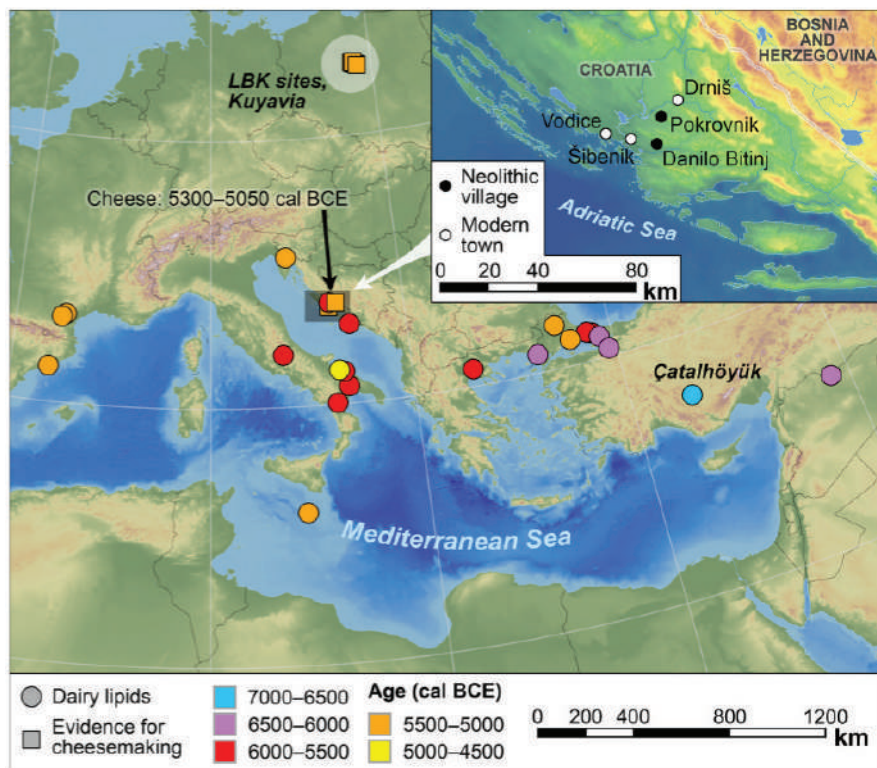 LBK sites,
Kuyavia
Cheese: 5300–5050 cal BCE
BOSNIA
AND
HERZEGOVINA
CROATIA
Drniš
Vodice
Pokrovnik
Šibenik
Danilo Bitinj
Neolithic
village
Modern
town
Adriatic Sea
0 20 40 80
km
Çatalhöyük
Mediterranean Sea
Dairy lipids
Evidence for
cheesemaking
Age (cal BCE)
7000–6500
6500–6000
6000–5500
5500–5000
5000–4500
0 200 400 800 1200
km